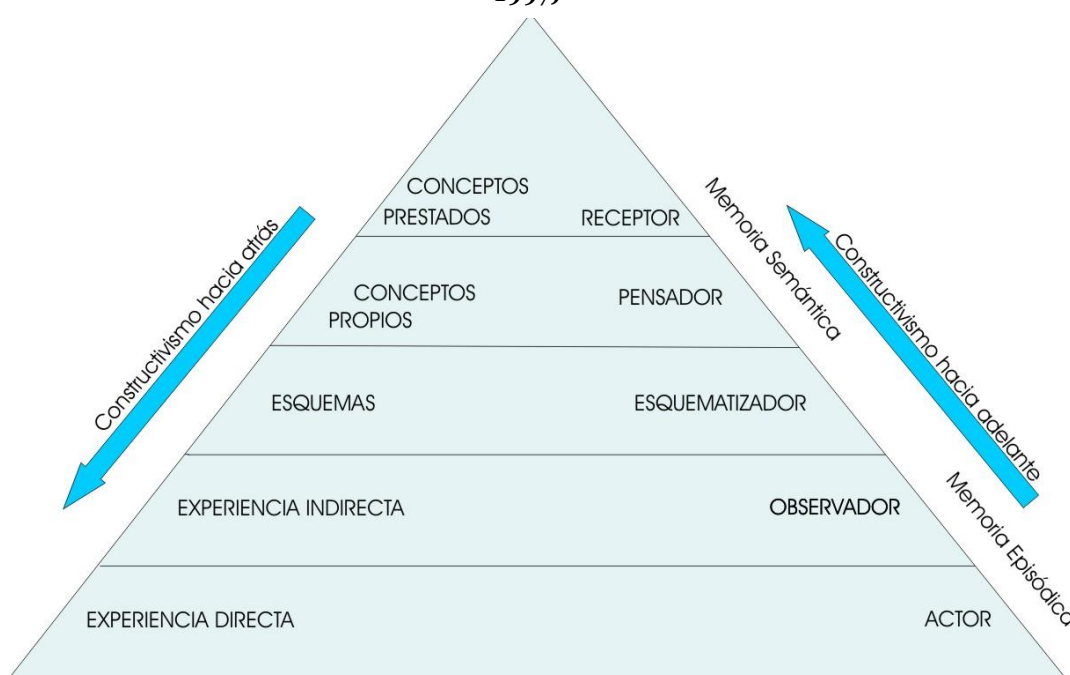 CONCEPTOS
PRESTADOS
RECEPTOR
CONCEPTOS
PROPIOS
PENSADOR
ESQUEMAS
ESQUEMATIZADOR
EXPERIENCIA INDIRECTA
OBSERVADOR
EXPERIENCIA DIRECTA
ACTOR
Constructivismo hacia atrás
Memoria Semántica
Constructivismo hacia adelante
Memoria Episódica